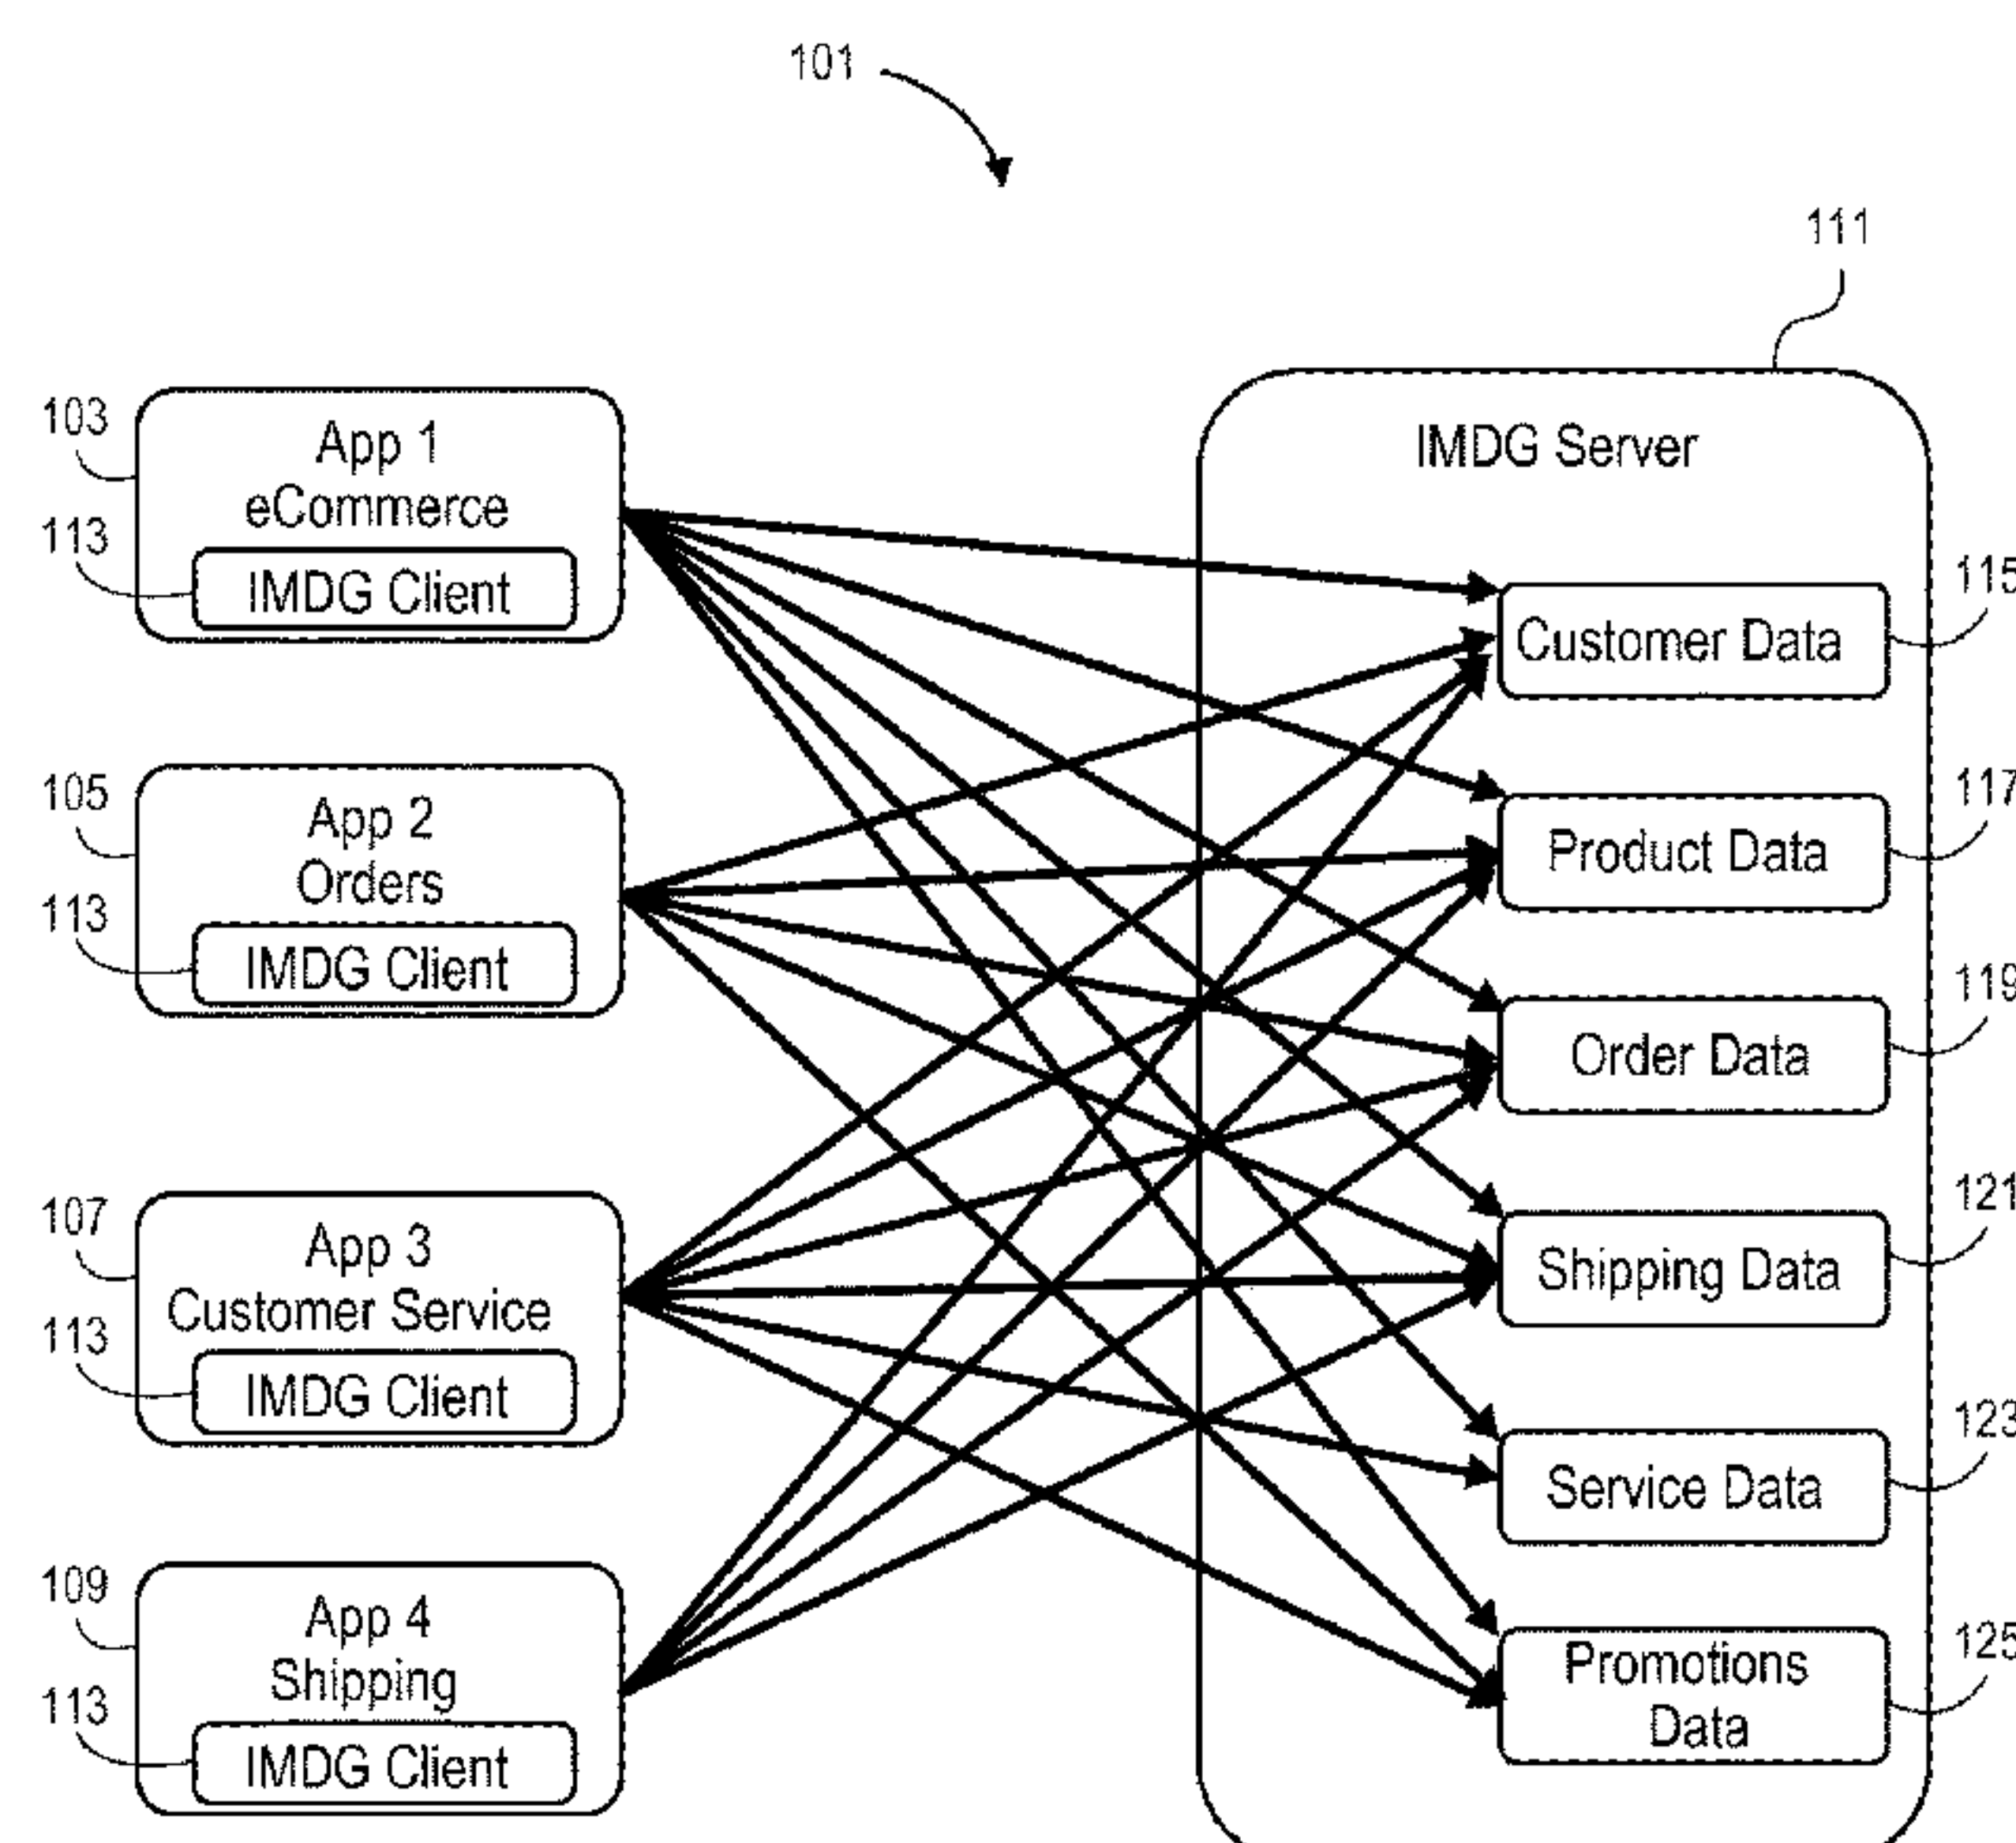 101
111
103
App 1
eCommerce
113
IMDG Client
IMDG Server
115
Customer Data
105
App 2
Orders
113
IMDG Client
117
Product Data
119
Order Data
107
App 3
Customer Service
113
IMDG Client
121
Shipping Data
123
Service Data
109
App 4
Shipping
113
IMDG Client
125
Promotions
Data